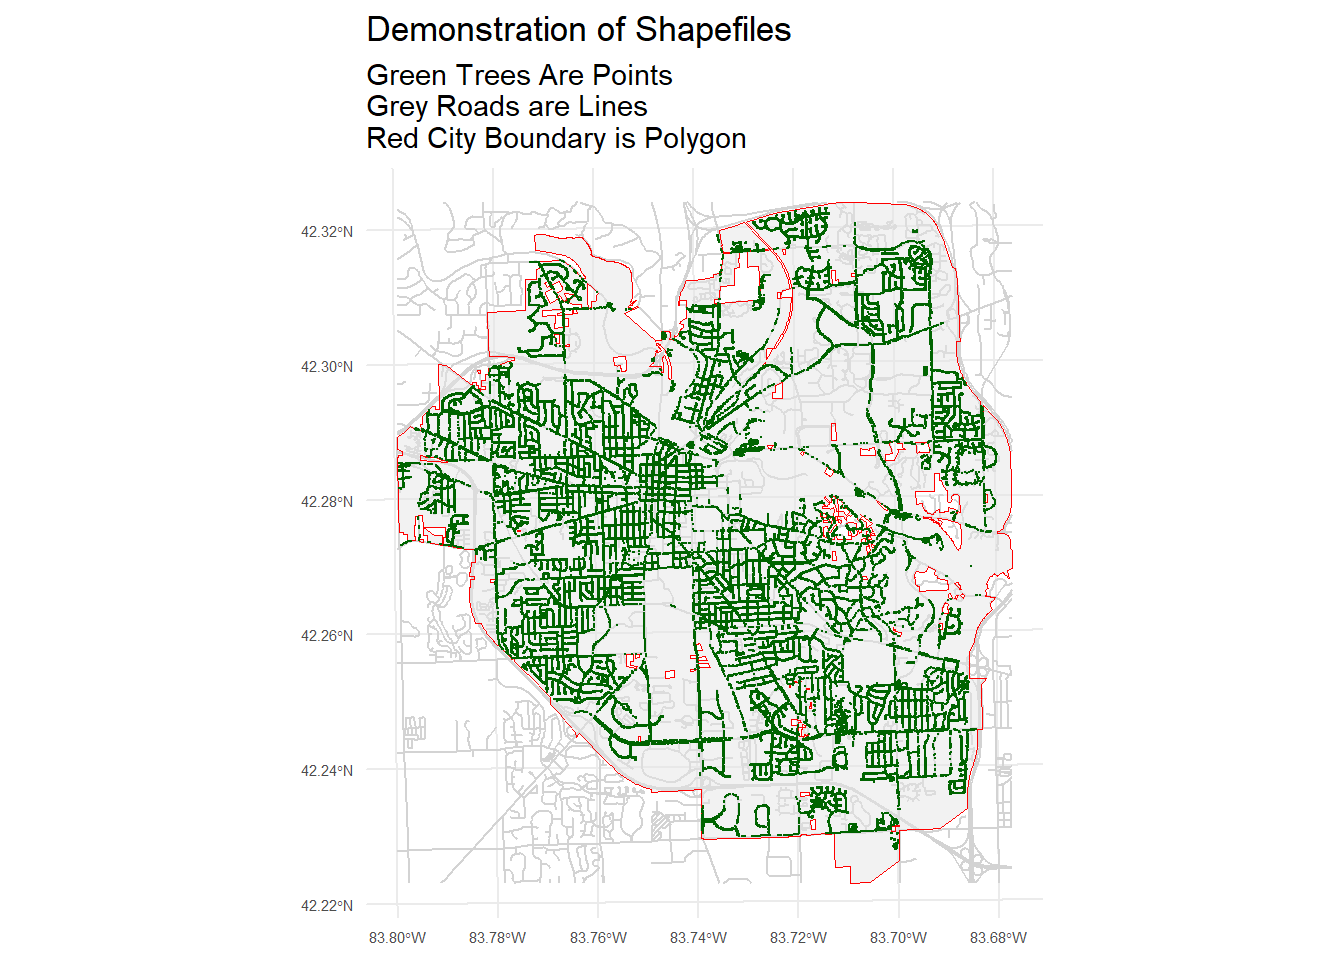 Demonstration of Shapefiles
Green Trees Are Points
Grey Roads are Lines
Red City Boundary is Polygon
42.32°N
42.30°N
42.28°N
42.26°N
42.24°N
42.22°N
83.80°W 83.78°W 83.76°W 83.74°W 83.72°W 83.70°W 83.68°W